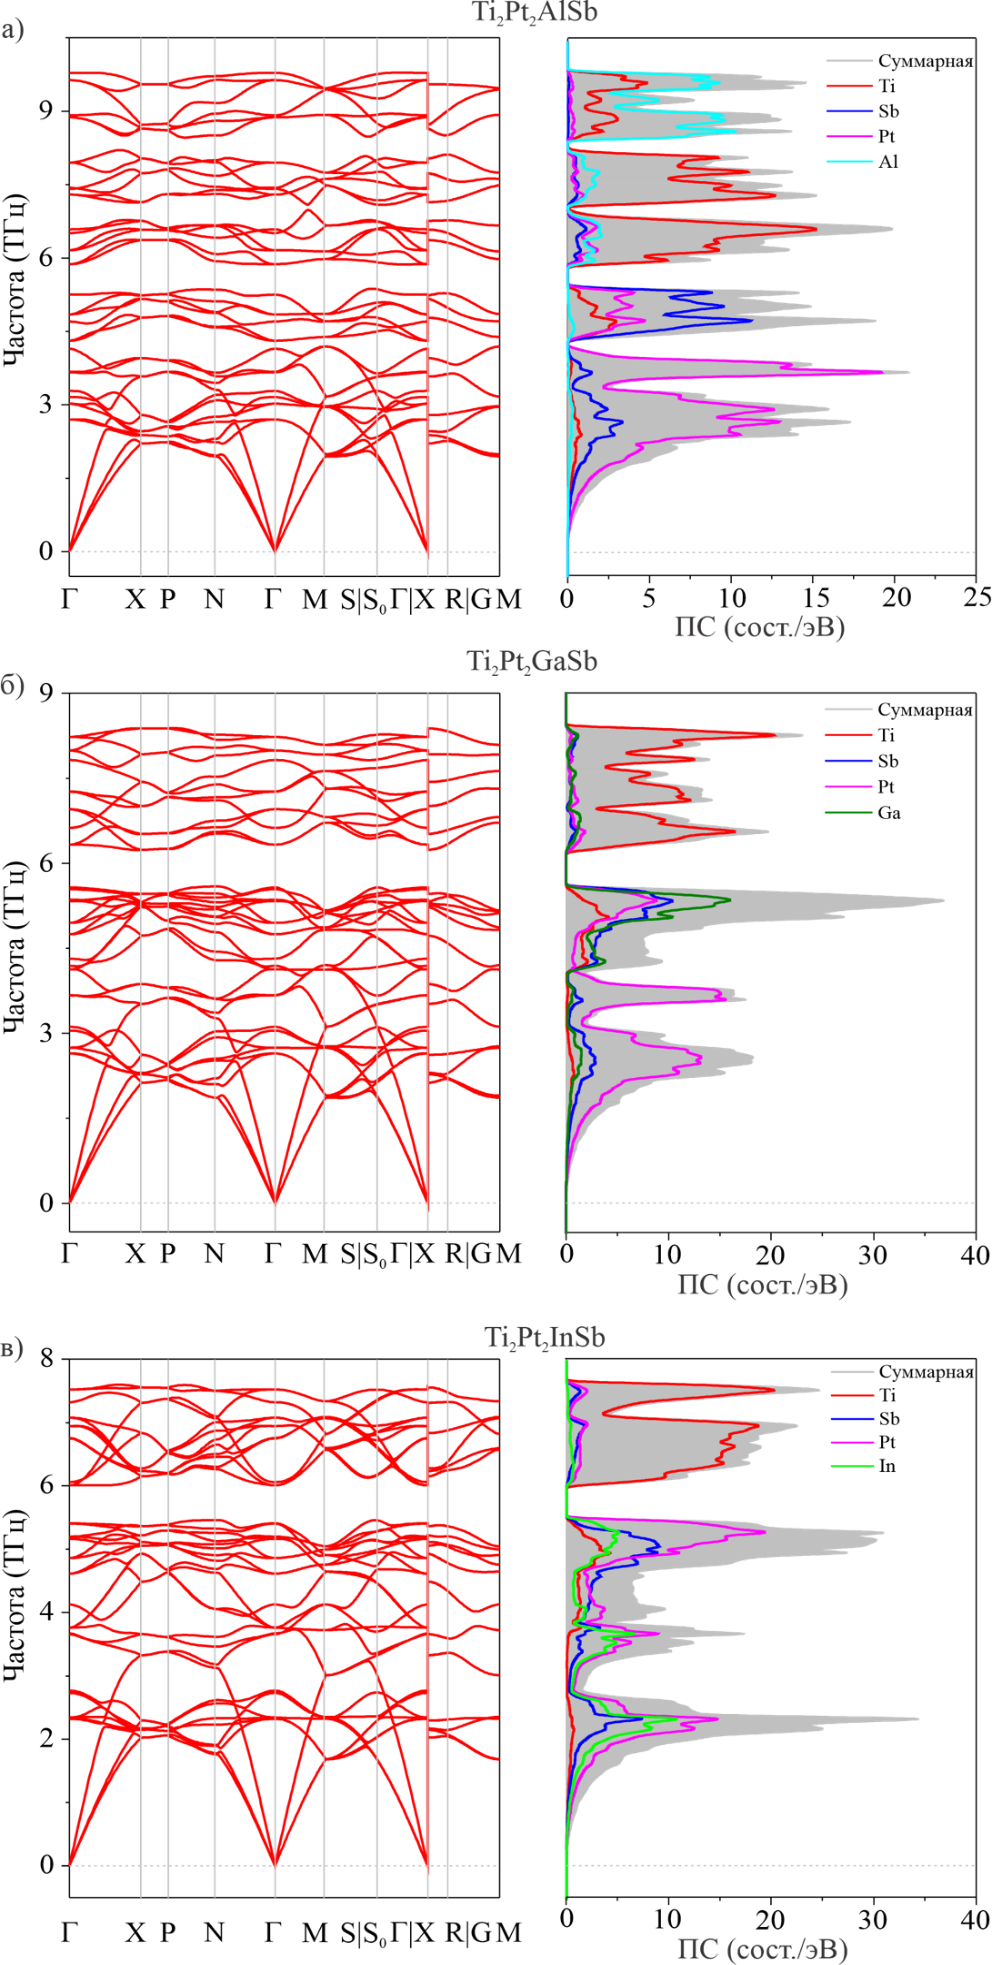 Ti₂Pt₂AlSb
а)
Частота (ТГц)
9
6
3
0
Γ X P N Γ M S|S₀ Γ|X R|G M
Суммарная
Ti
Sb
Pt
Al
0 5 10 15 20 25
ПС (сост./эВ)
Ti₂Pt₂GaSb
б)
Частота (ТГц)
9
6
3
0
Γ X P N Γ M S|S₀ Γ|X R|G M
Суммарная
Ti
Sb
Pt
Ga
0 10 20 30 40
ПС (сост./эВ)
Ti₂Pt₂InSb
в)
Частота (ТГц)
8
6
4
2
0
Γ X P N Γ M S|S₀ Γ|X R|G M
Суммарная
Ti
Sb
Pt
In
0 10 20 30 40
ПС (сост./эВ)